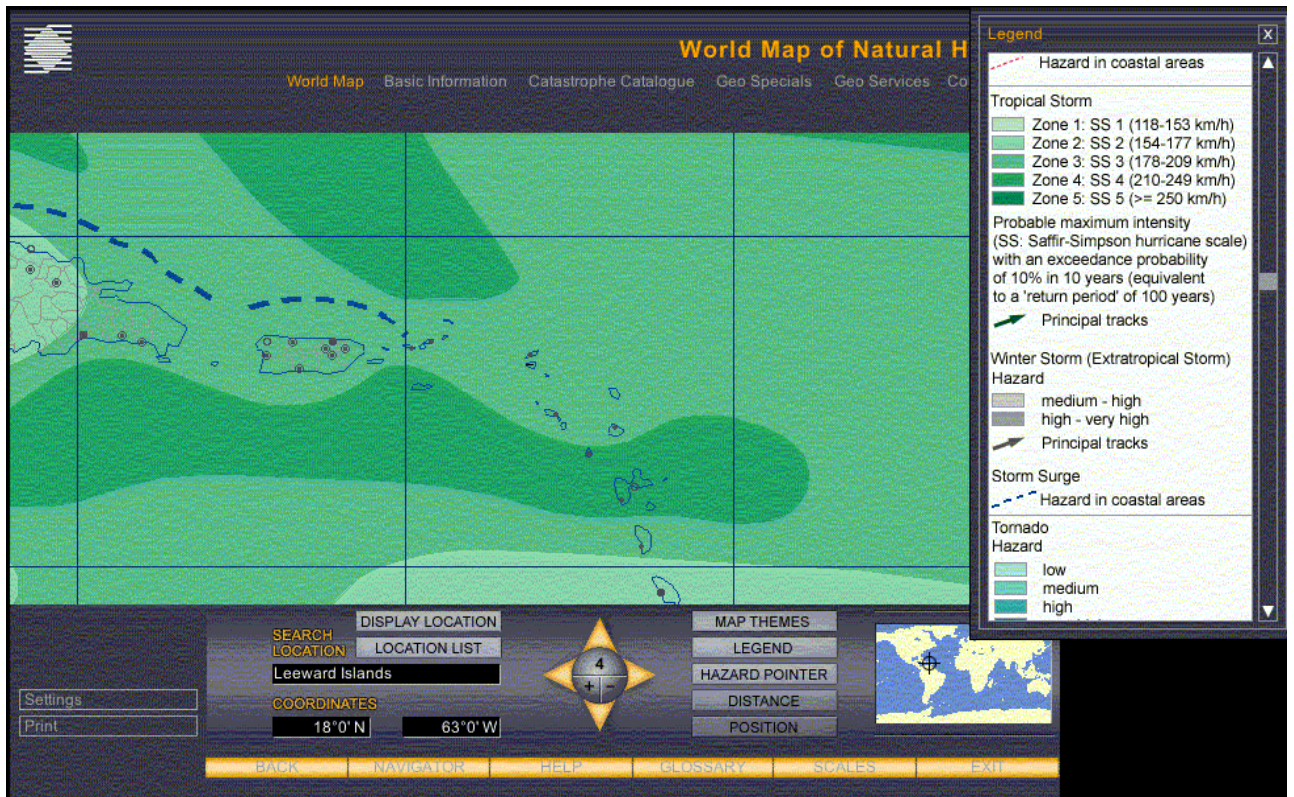 World Map of Natural H
World Map Basic Information Catastrophe Catalogue Geo Specials Geo Services Co
Legend X
Hazard in coastal areas
Tropical Storm
Zone 1: SS 1 (118-153 km/h)
Zone 2: SS 2 (154-177 km/h)
Zone 3: SS 3 (178-209 km/h)
Zone 4: SS 4 (210-249 km/h)
Zone 5: SS 5 (>= 250 km/h)
Probable maximum intensity
(SS: Saffir-Simpson hurricane scale)
with an exceedance probability
of 10% in 10 years (equivalent
to a 'return period' of 100 years)
Principal tracks
Winter Storm (Extratropical Storm)
Hazard
medium - high
high - very high
Principal tracks
Storm Surge
Hazard in coastal areas
Tornado
Hazard
low
medium
high
Settings
Print
SEARCH
LOCATION
DISPLAY LOCATION
LOCATION LIST
Leeward Islands
COORDINATES
18°0' N 63°0' W
4
+ −
MAP THEMES
LEGEND
HAZARD POINTER
DISTANCE
POSITION
BACK NAVIGATOR HELP GLOSSARY SCALES EXIT